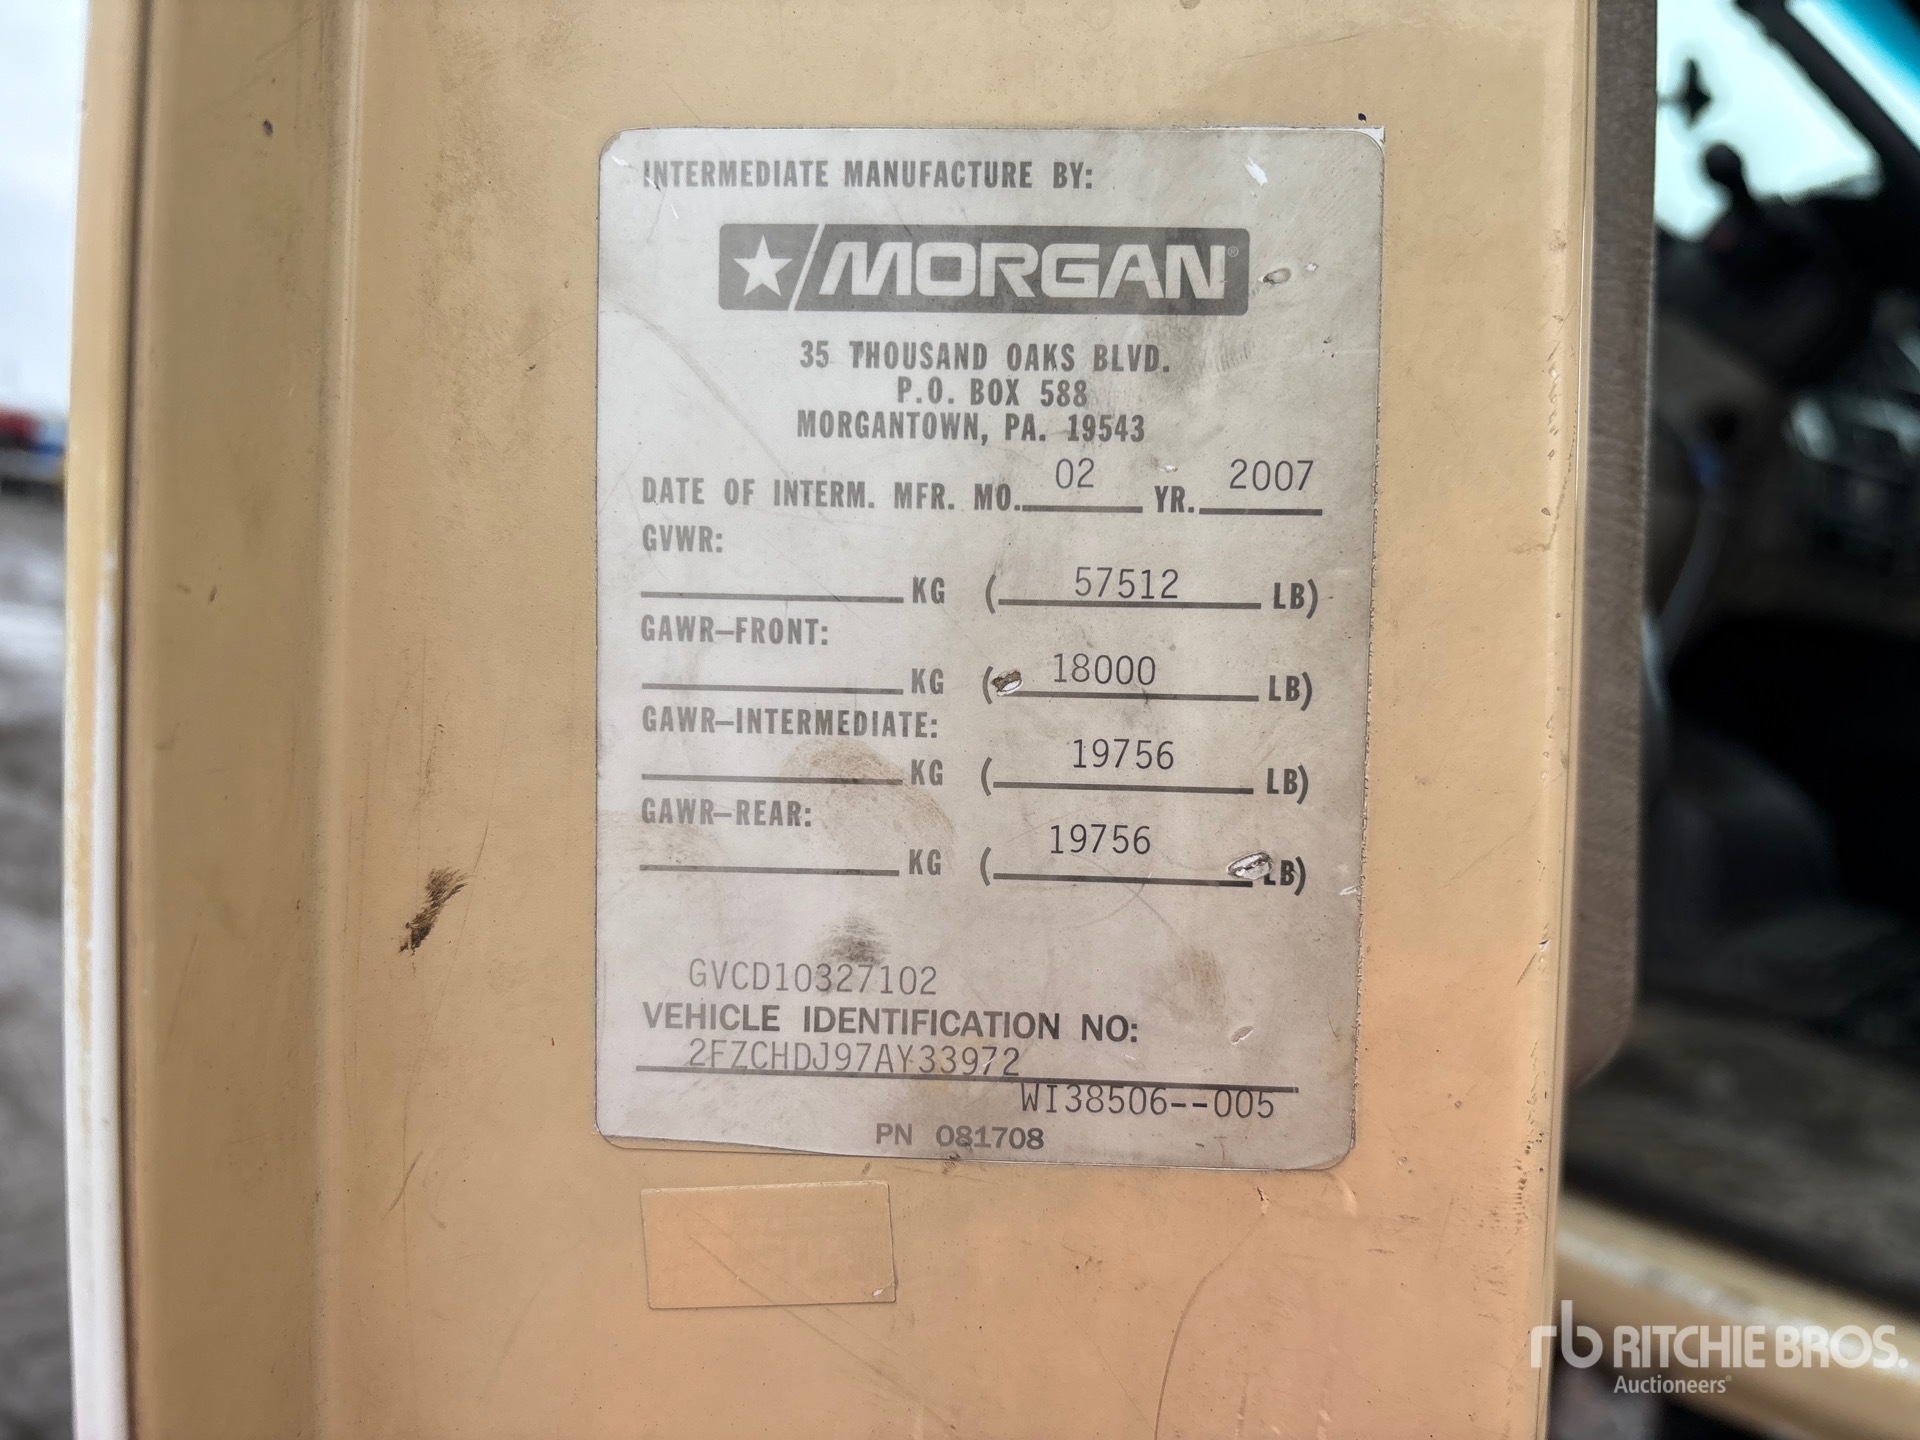 INTERMEDIATE MANUFACTURE BY:
MORGAN®
35 THOUSAND OAKS BLVD.
P.O. BOX 588
MORGANTOWN, PA. 19543
DATE OF INTERM. MFR. MO. 02 YR. 2007
GVWR:
KG ( 57512 LB)
GAWR–FRONT:
KG ( 18000 LB)
GAWR–INTERMEDIATE:
KG ( 19756 LB)
GAWR–REAR:
KG ( 19756 LB)
GVCD10327102
VEHICLE IDENTIFICATION NO:
2FZCHDJ97AY33972
WI38506--005
PN 081708
rb RITCHIE BROS.
Auctioneers